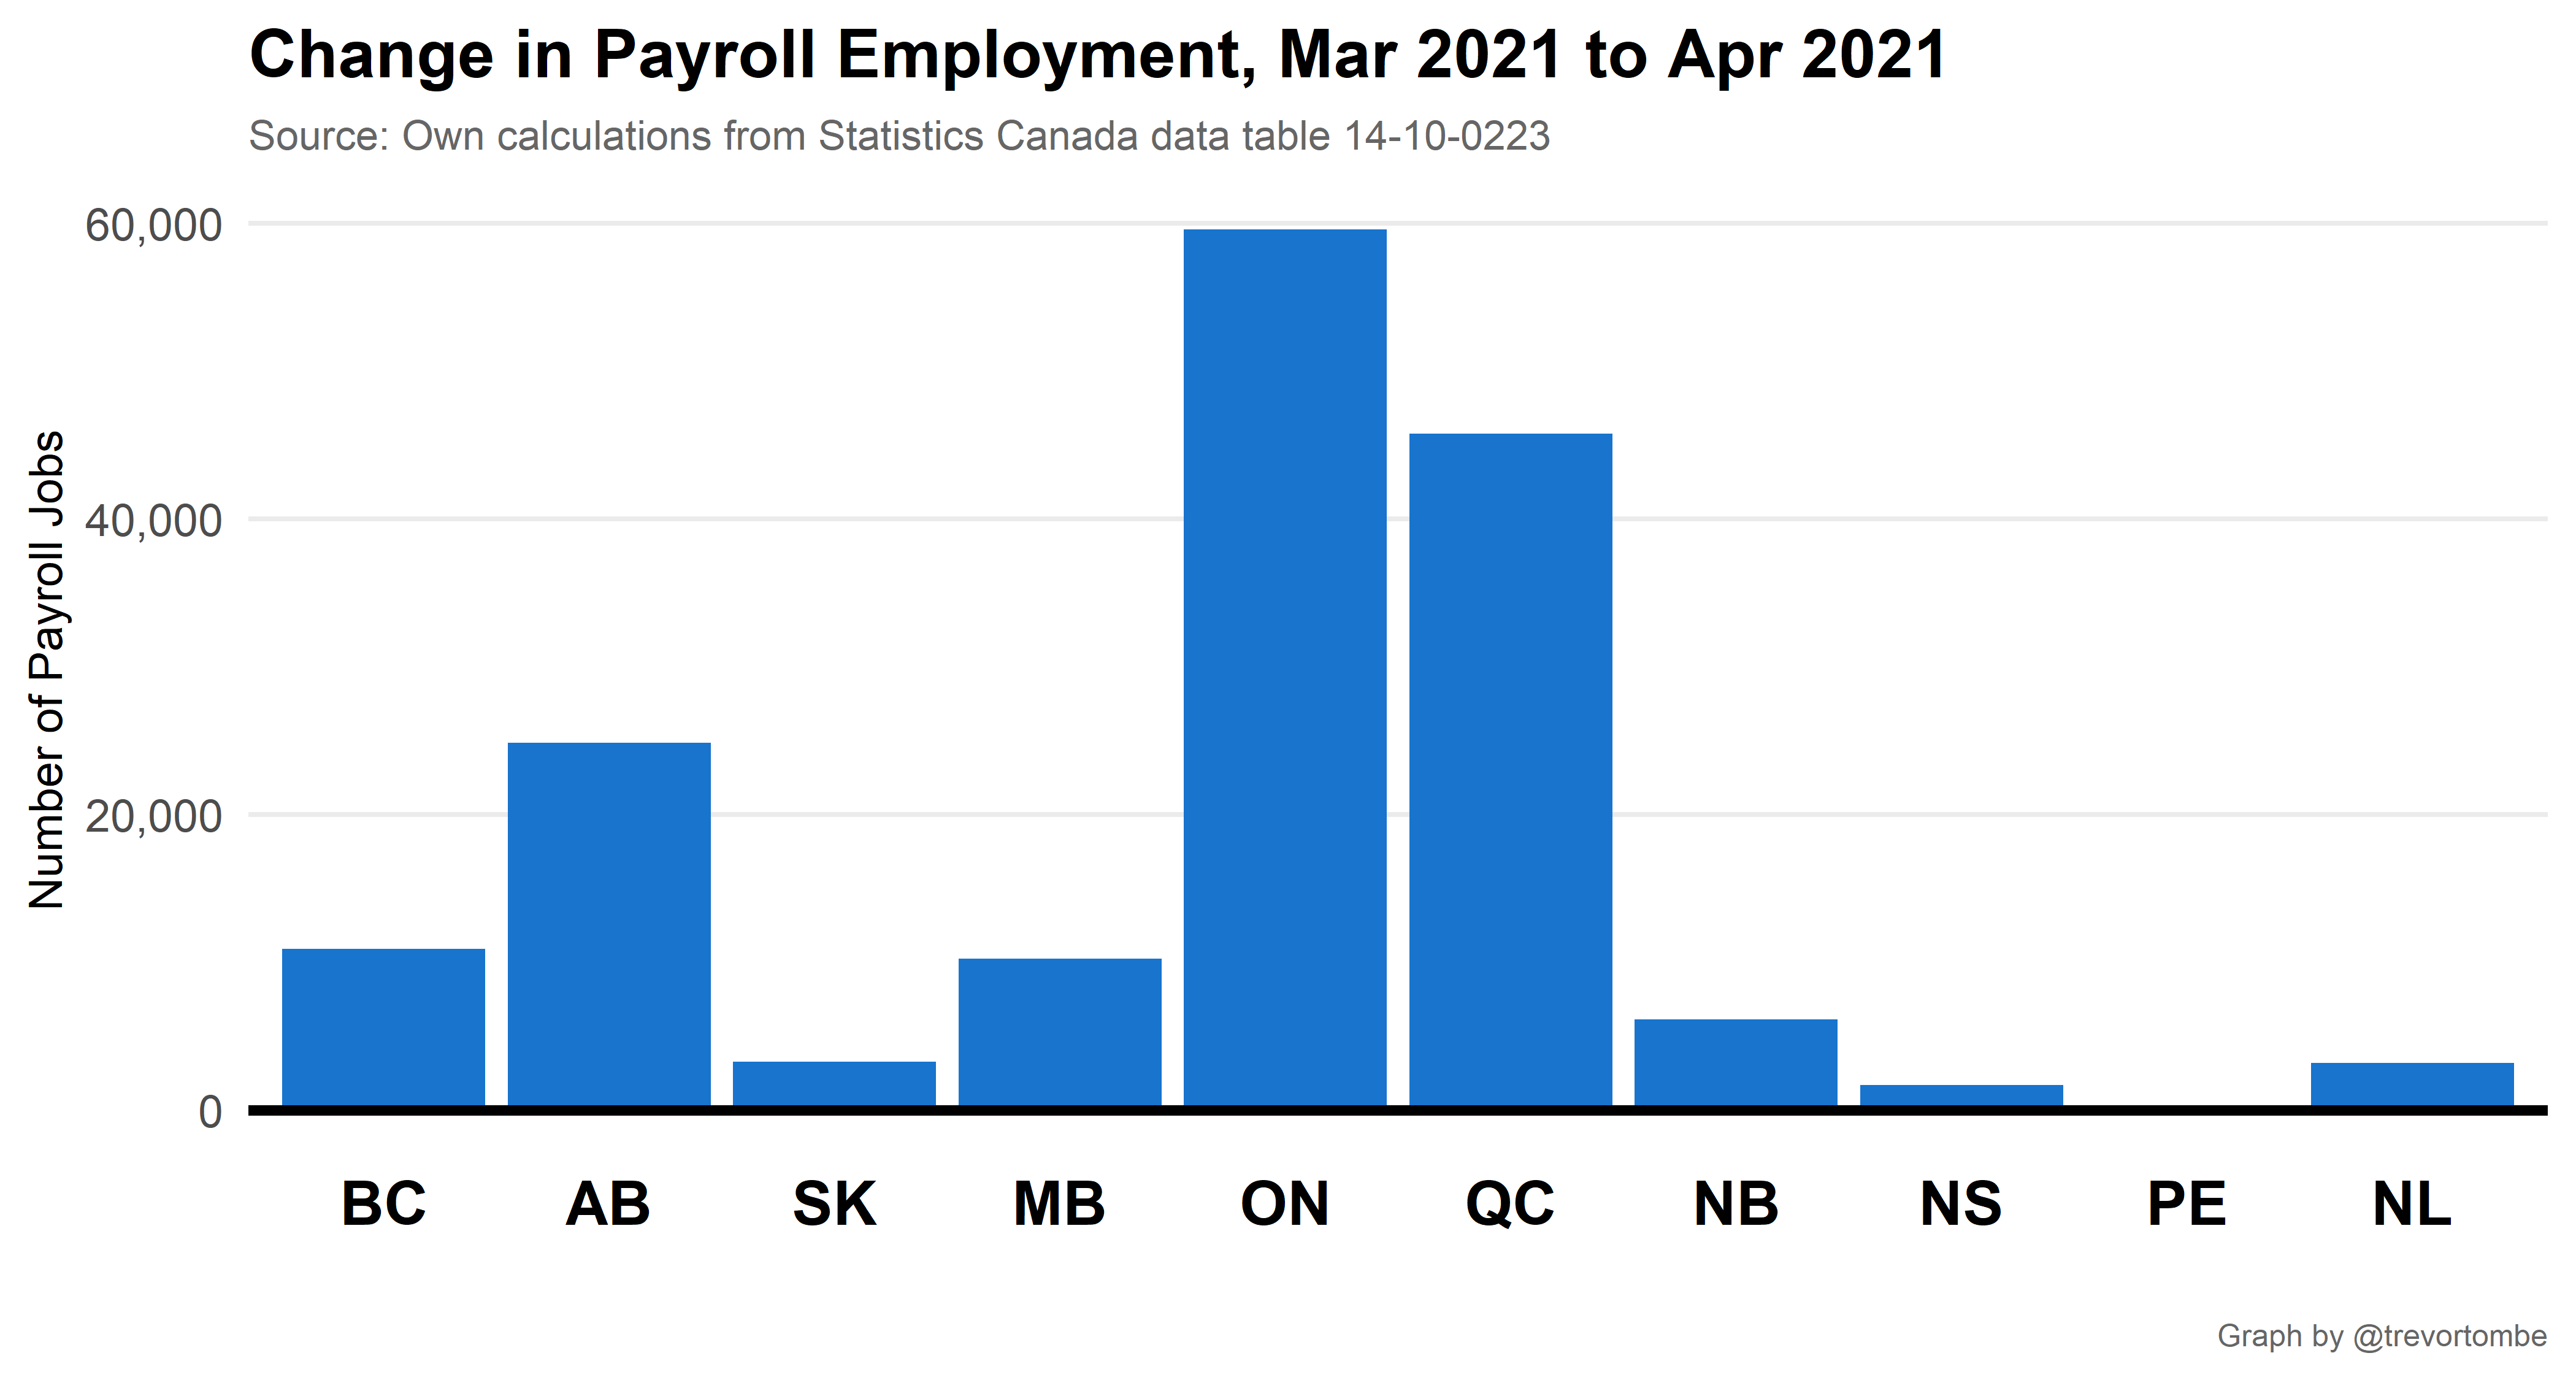 Change in Payroll Employment, Mar 2021 to Apr 2021
Source: Own calculations from Statistics Canada data table 14-10-0223
Number of Payroll Jobs
60,000
40,000
20,000
0
BC AB SK MB ON QC NB NS PE NL
Graph by @trevortombe